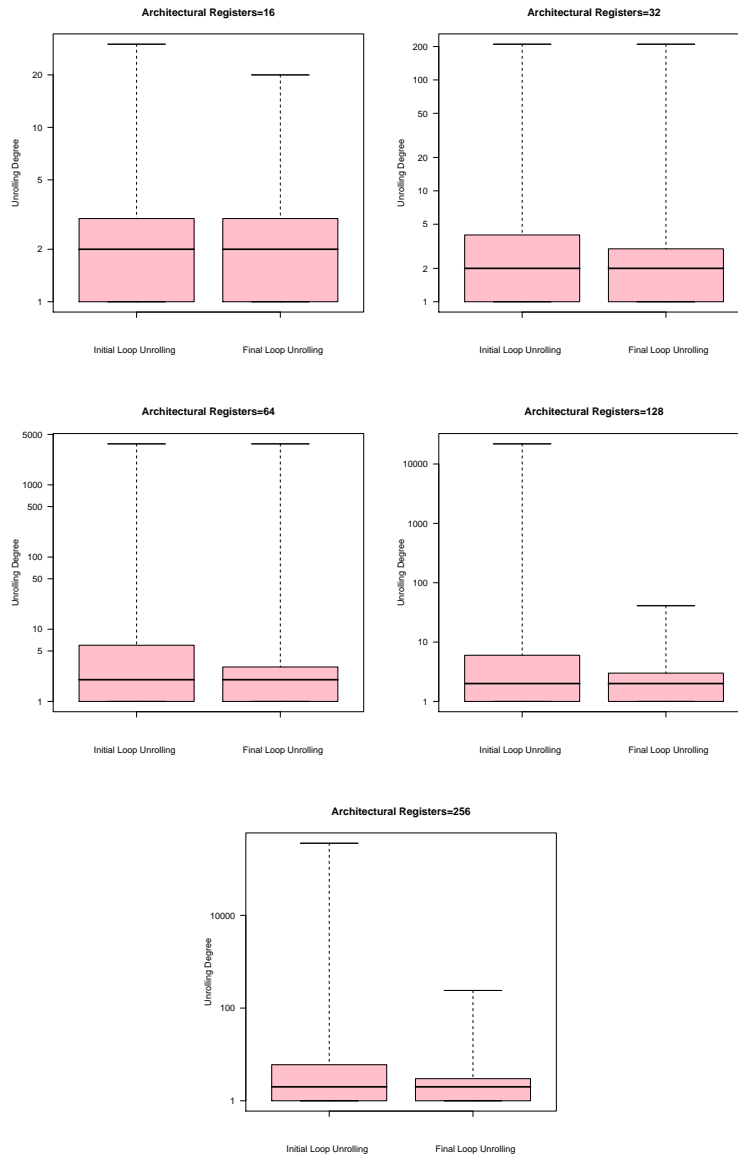 Architectural Registers=16
Unrolling Degree
20
10
5
2
1
Initial Loop Unrolling Final Loop Unrolling
Architectural Registers=32
Unrolling Degree
200
100
50
20
10
5
2
1
Initial Loop Unrolling Final Loop Unrolling
Architectural Registers=64
Unrolling Degree
5000
1000
500
100
50
10
5
1
Initial Loop Unrolling Final Loop Unrolling
Architectural Registers=128
Unrolling Degree
10000
1000
100
10
1
Initial Loop Unrolling Final Loop Unrolling
Architectural Registers=256
Unrolling Degree
10000
100
1
Initial Loop Unrolling Final Loop Unrolling